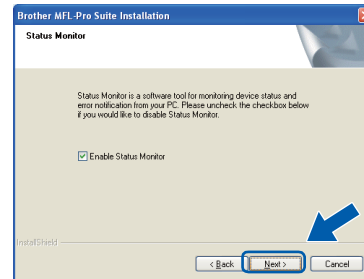 Brother MFL-Pro Suite Installation
Status Monitor
Status Monitor is a software tool for monitoring device status and
error notification from your PC. Please uncheck the checkbox below
if you would like to disable Status Monitor.
Enable Status Monitor
InstallShield
< Back
Next >
Cancel